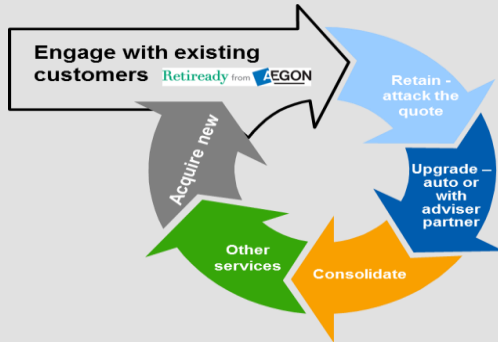 Engage with existing
customers Retiready from AEGON
Retain -
attack the
quote
Upgrade –
auto or
with
adviser
partner
Consolidate
Other
services
Acquire new